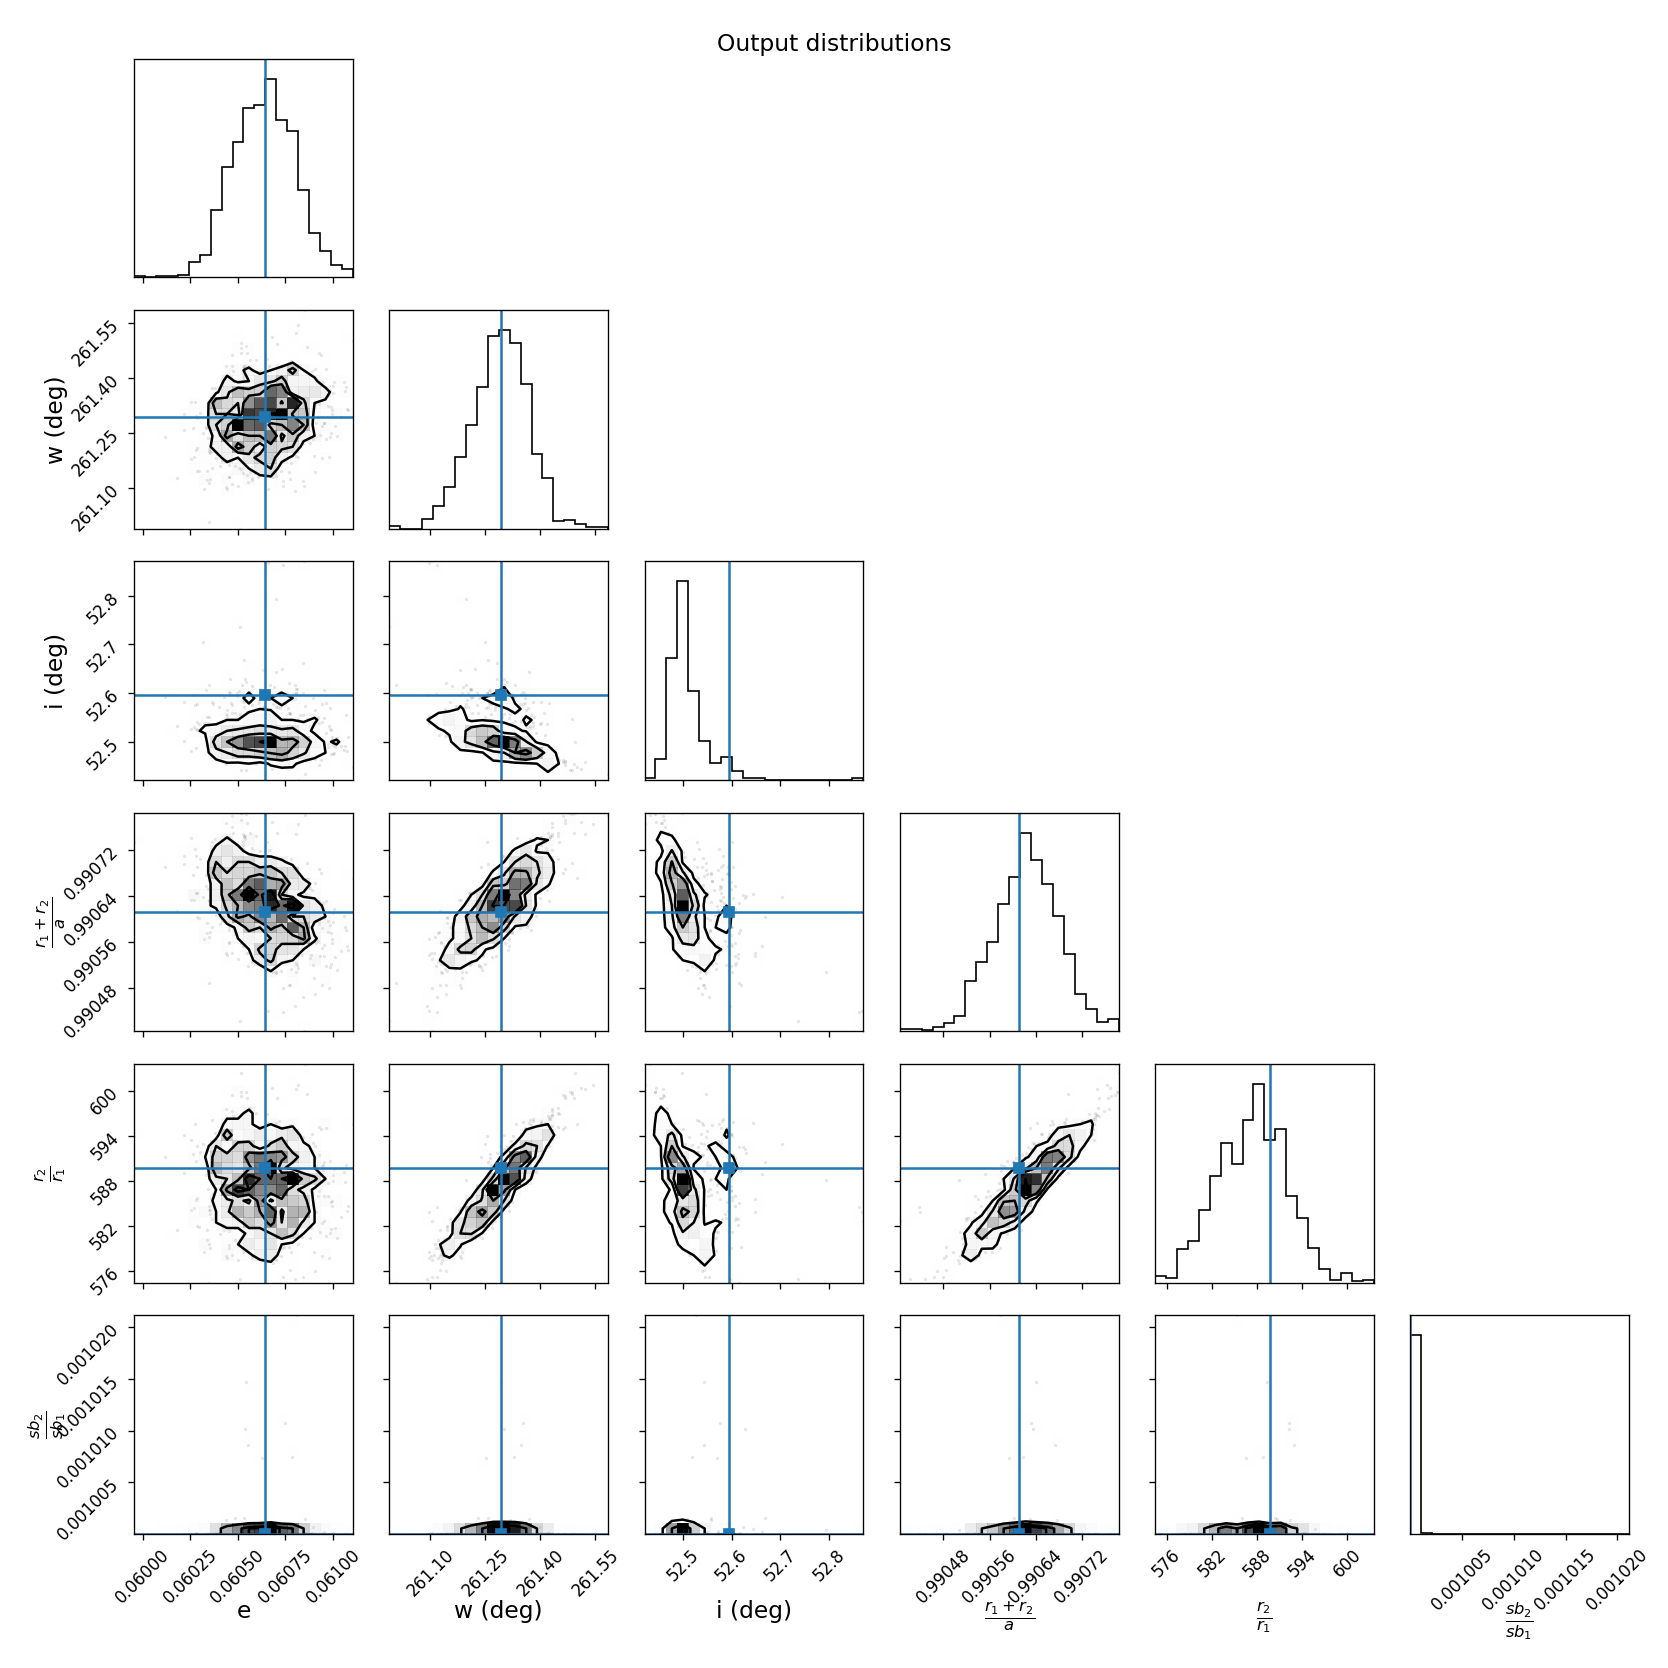 Output distributions
261.55
261.40
261.25
261.10
w (deg)
52.8
52.7
52.6
52.5
i (deg)
0.99072
0.99064
0.99056
0.99048
r₁ + r₂
a
600
594
588
582
576
r₂
r₁
0.001020
0.001015
0.001010
0.001005
sb₂
sb₁
0.06000 0.06025 0.06050 0.06075 0.06100
e
261.10 261.25 261.40 261.55
w (deg)
52.5 52.6 52.7 52.8
i (deg)
0.99048 0.99056 0.99064 0.99072
r₁ + r₂
a
576 582 588 594 600
r₂
r₁
0.001005 0.001010 0.001015 0.001020
sb₂
sb₁